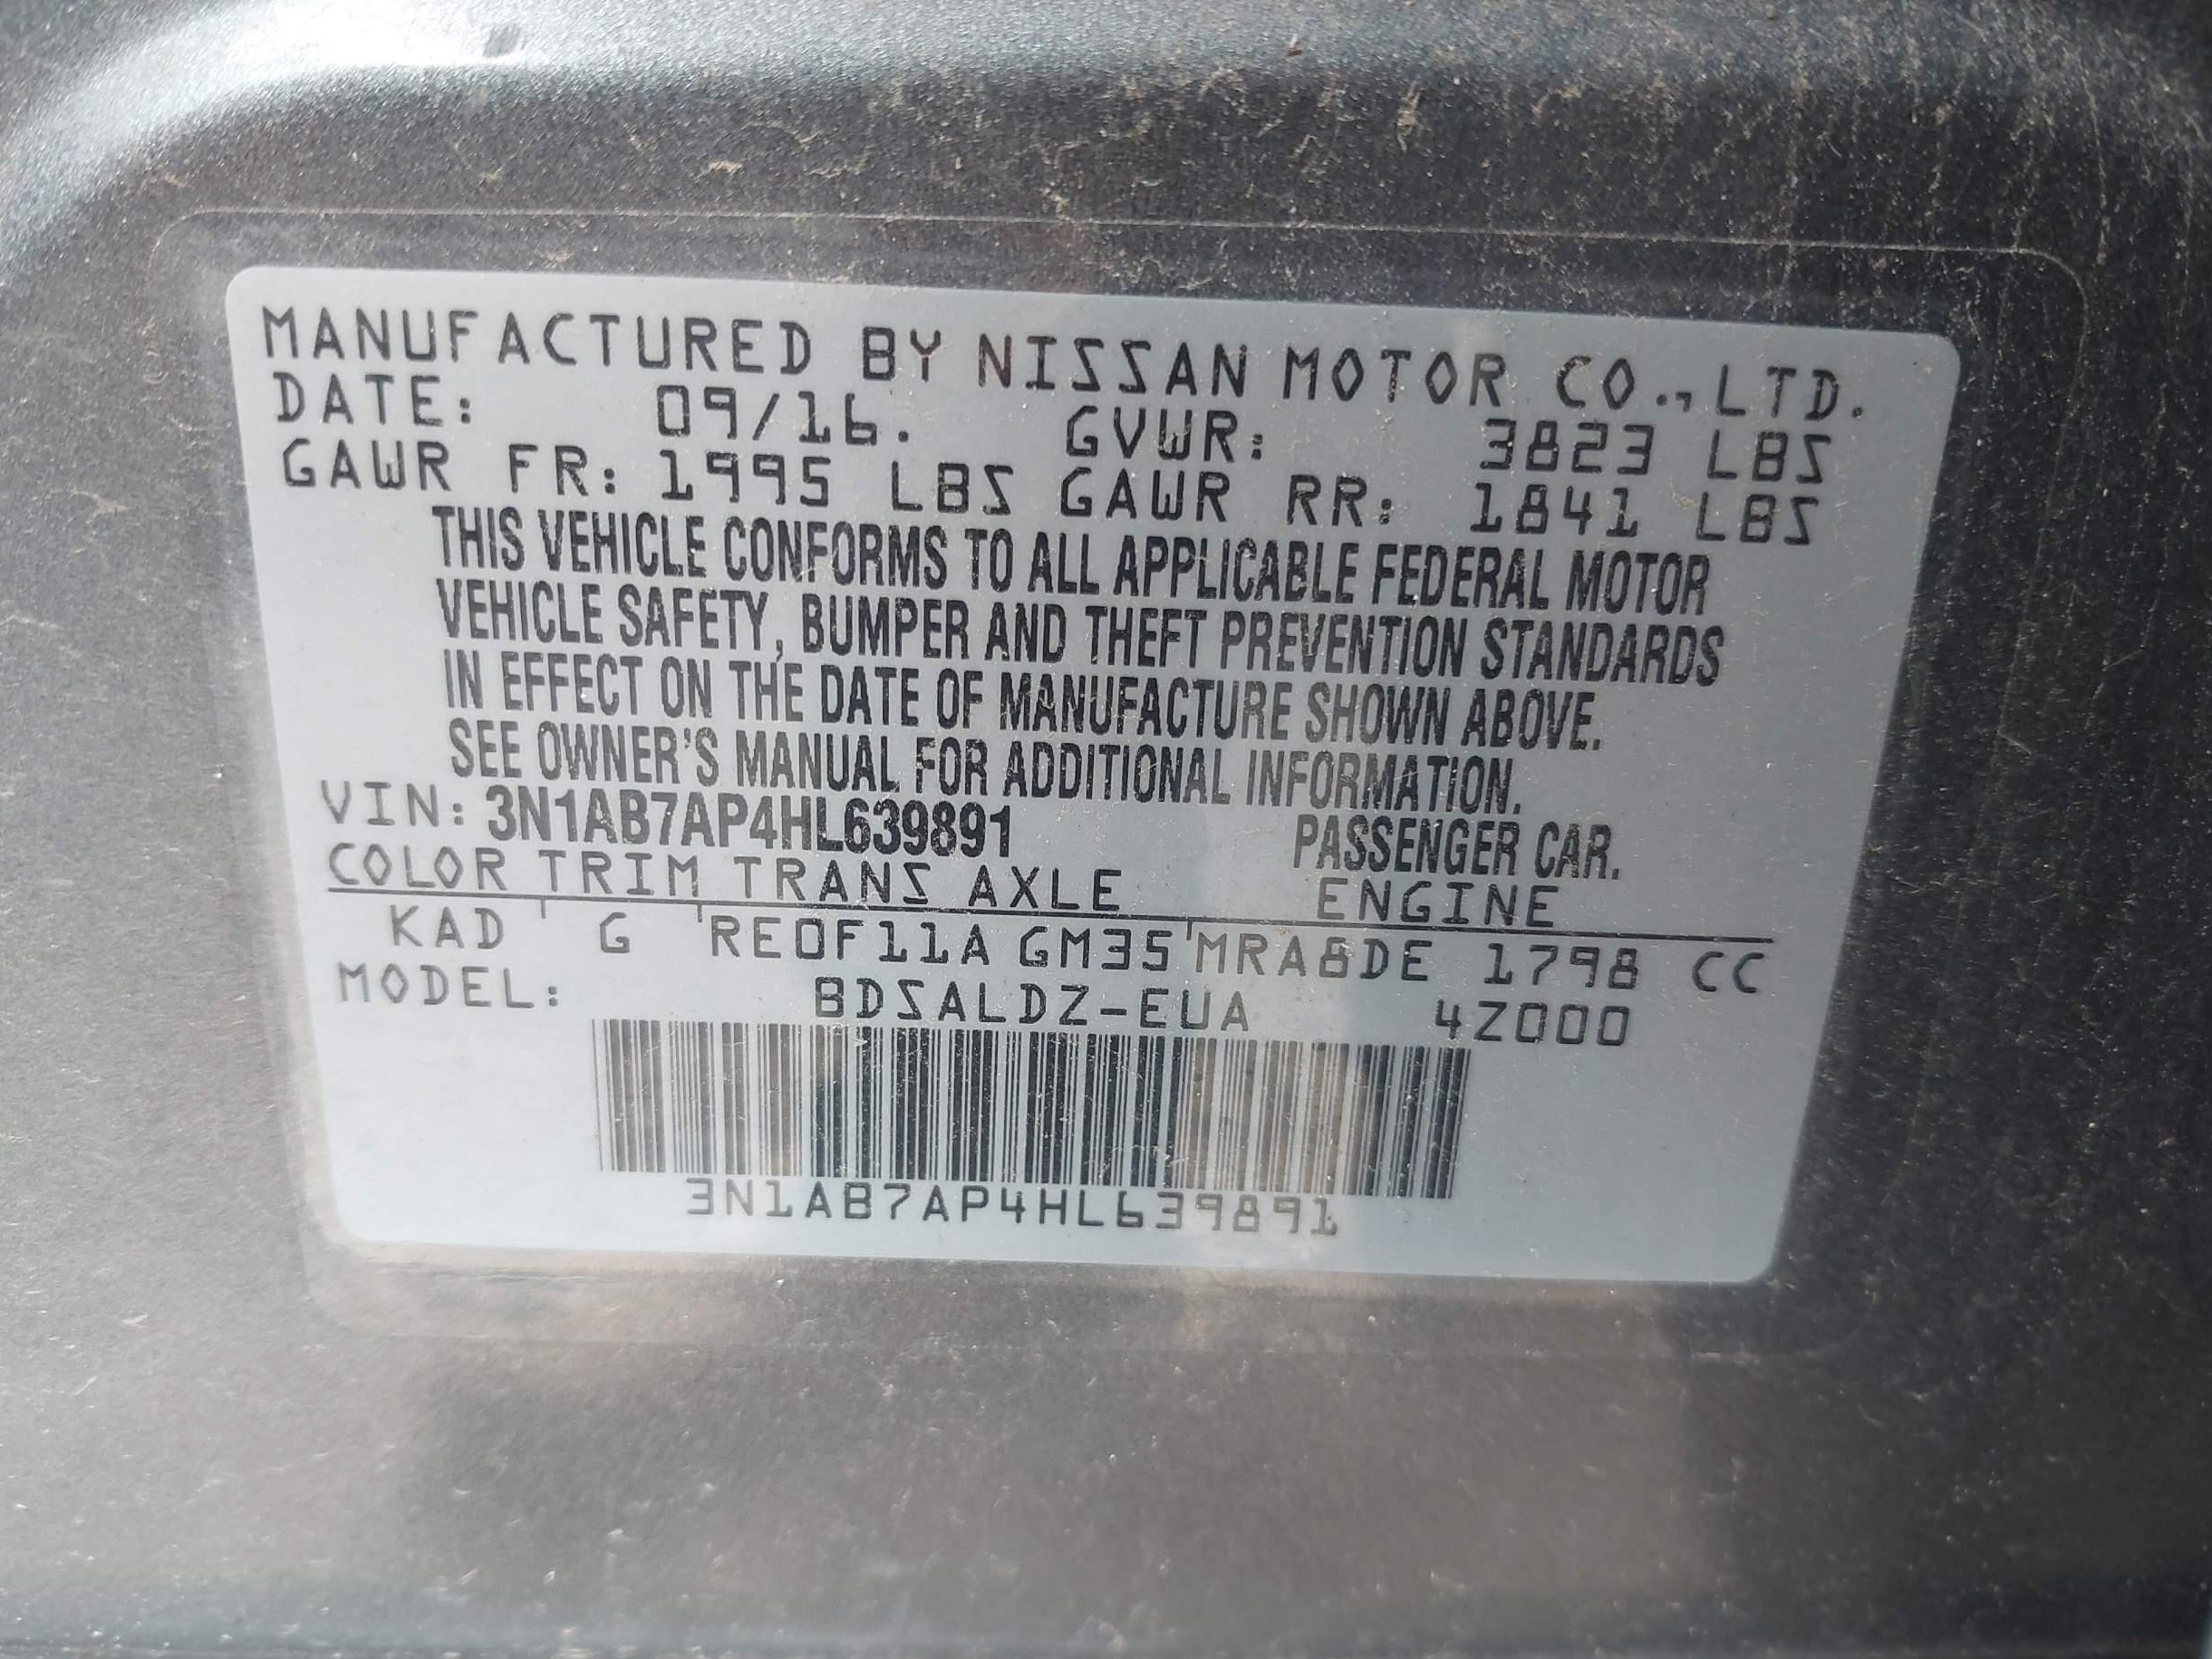 MANUFACTURED BY NISSAN MOTOR CO.,LTD.
DATE: 09/16. GVWR: 3823 LBS
GAWR FR: 1995 LBS GAWR RR: 1841 LBS
THIS VEHICLE CONFORMS TO ALL APPLICABLE FEDERAL MOTOR
VEHICLE SAFETY, BUMPER AND THEFT PREVENTION STANDARDS
IN EFFECT ON THE DATE OF MANUFACTURE SHOWN ABOVE.
SEE OWNER'S MANUAL FOR ADDITIONAL INFORMATION.
VIN: 3N1AB7AP4HL639891 PASSENGER CAR.
COLOR TRIM TRANS AXLE ENGINE
KAD G RE0F11A GM35 MRA8DE 1798 CC
MODEL: BDSALDZ-EUA 4Z000
3N1AB7AP4HL639891